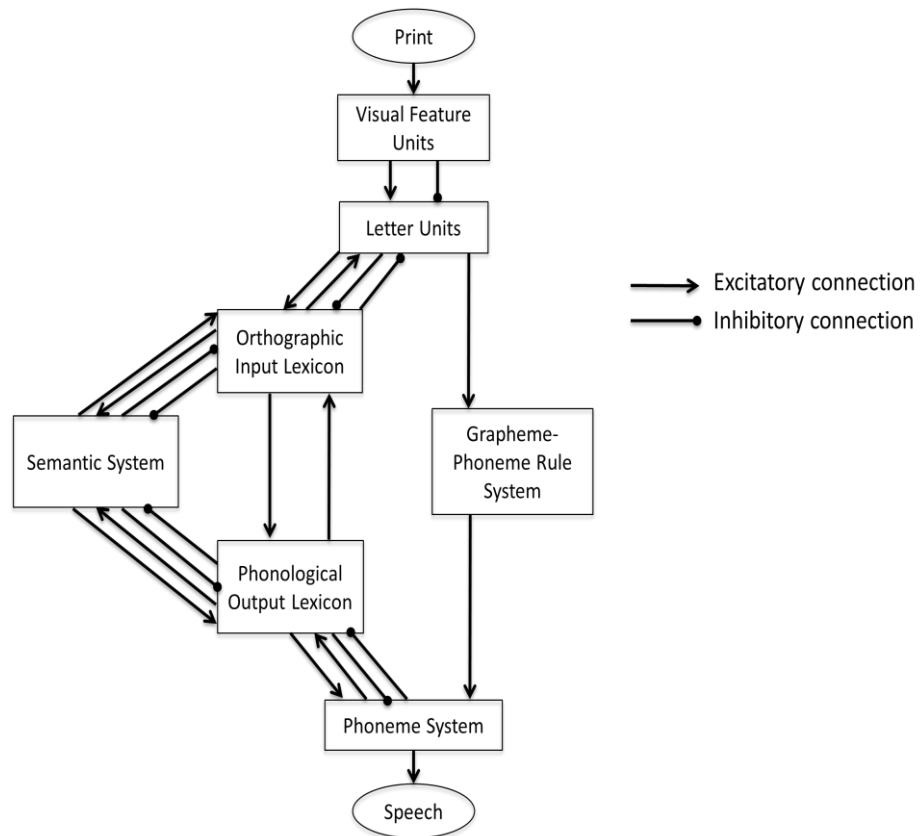 Print
Visual Feature
Units
Letter Units
Excitatory connection
Inhibitory connection
Orthographic
Input Lexicon
Semantic System
Grapheme-
Phoneme Rule
System
Phonological
Output Lexicon
Phoneme System
Speech